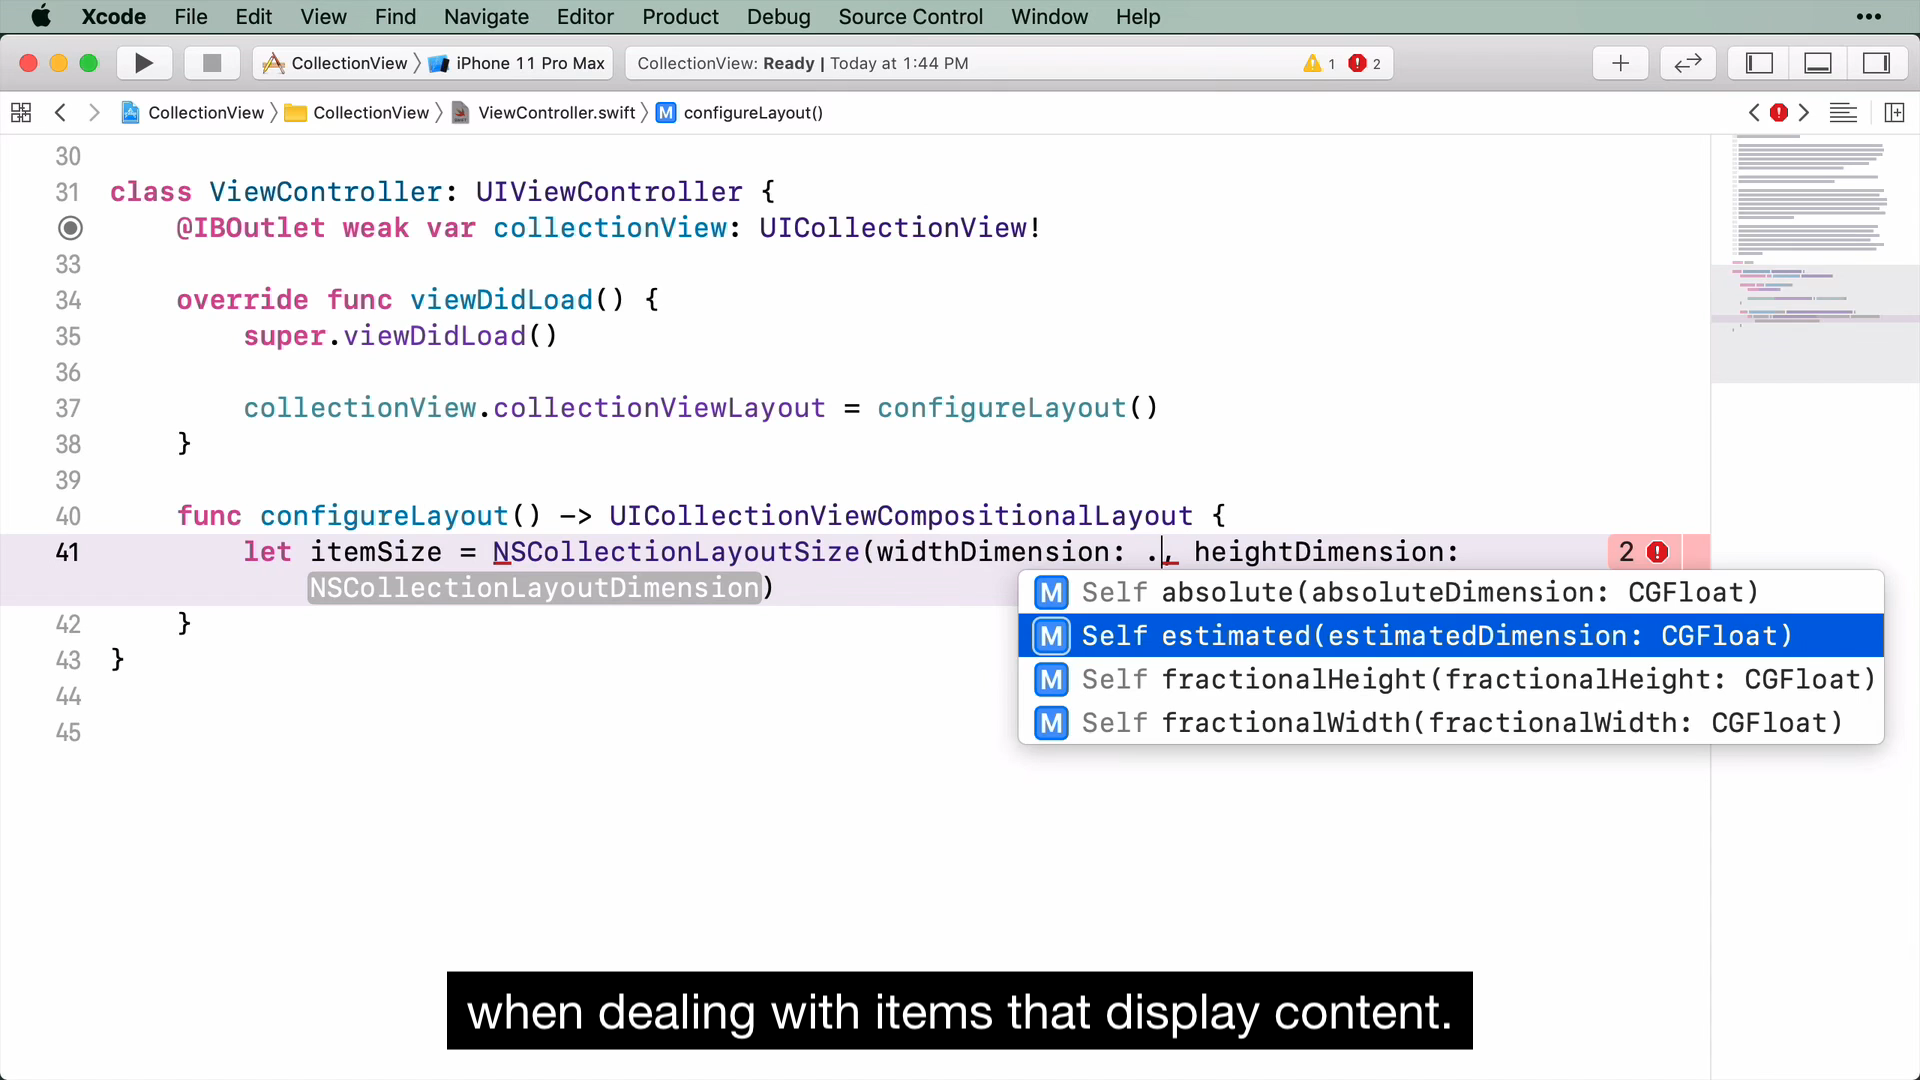 Xcode File Edit View Find Navigate Editor Product Debug Source Control Window Help
CollectionView iPhone 11 Pro Max CollectionView: Ready | Today at 1:44 PM 1 2
CollectionView CollectionView ViewController.swift M configureLayout()
30
31 class ViewController: UIViewController {
@IBOutlet weak var collectionView: UICollectionView!
33
34 override func viewDidLoad() {
35 super.viewDidLoad()
36
37 collectionView.collectionViewLayout = configureLayout()
38 }
39
40 func configureLayout() -> UICollectionViewCompositionalLayout {
41 let itemSize = NSCollectionLayoutSize(widthDimension: ., heightDimension: 2
NSCollectionLayoutDimension)
M Self absolute(absoluteDimension: CGFloat)
42 }
M Self estimated(estimatedDimension: CGFloat)
43 }
M Self fractionalHeight(fractionalHeight: CGFloat)
44
M Self fractionalWidth(fractionalWidth: CGFloat)
45
when dealing with items that display content.